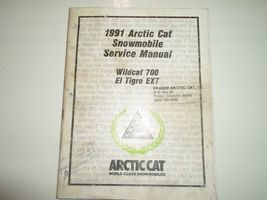 1991 Arctic Cat
Snowmobile
Service Manual
Wildcat 700
El Tigre EXT
FRASER ARCTIC CAT,
ARCTIC CAT
WORLD CLASS SNOWMOBILES